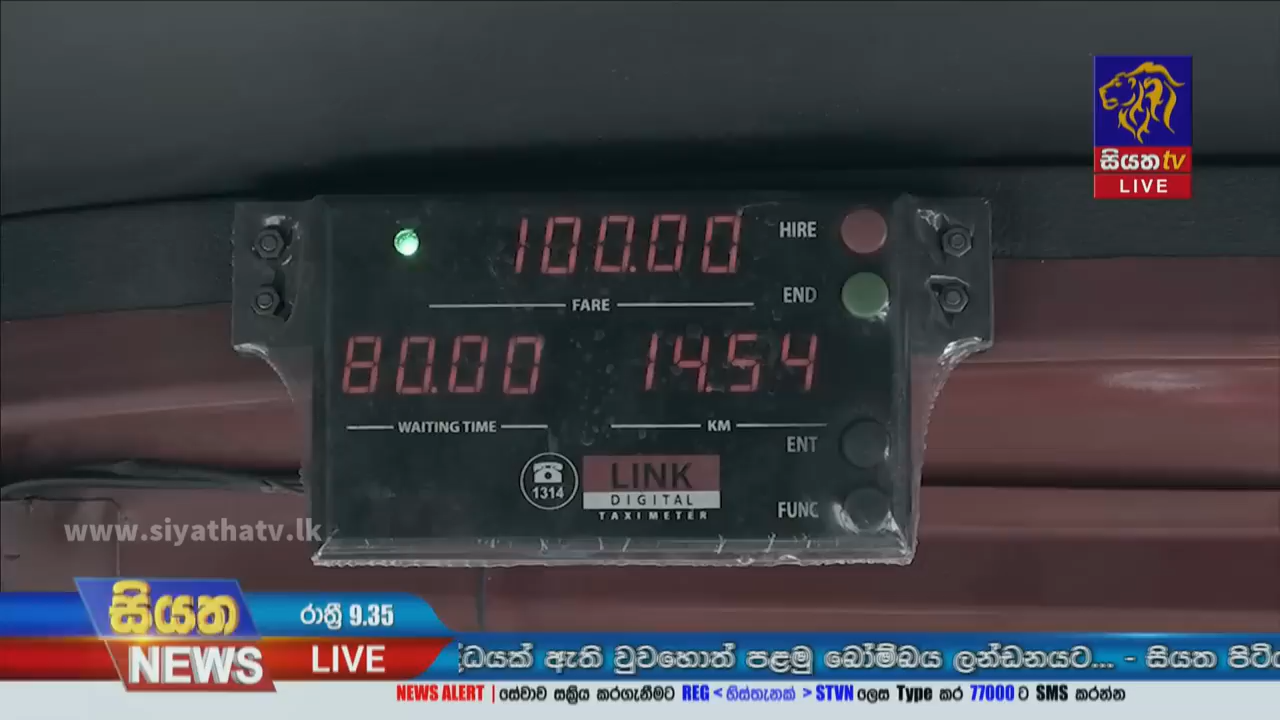 සියත tv
LIVE
100.00
HIRE
FARE
END
80.00
14.54
WAITING TIME
KM
ENT
1314
LINK
DIGITAL
TAXIMETER
FUNC
www.siyathatv.lk
සියත
NEWS
රාත්‍රී 9.35
LIVE
ඇති වුවහොත් පළමු බෝම්බය ලන්ඩනයට... - සියත
NEWS ALERT | සේවාව සක්‍රිය කරගැනීමට REG < හිස්තැනක් > STVN ලෙස Type කර 77000 ට SMS කරන්න